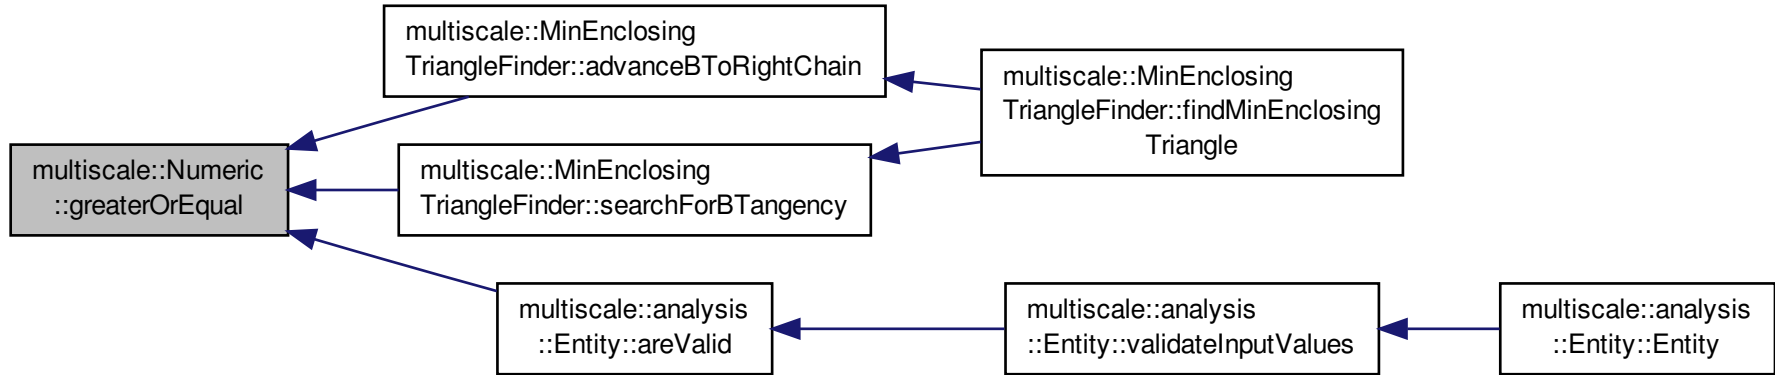 multiscale::MinEnclosing
TriangleFinder::advanceBToRightChain
multiscale::MinEnclosing
TriangleFinder::findMinEnclosing
Triangle
multiscale::Numeric
::greaterOrEqual
multiscale::MinEnclosing
TriangleFinder::searchForBTangency
multiscale::analysis
::Entity::areValid
multiscale::analysis
::Entity::validateInputValues
multiscale::analysis
::Entity::Entity